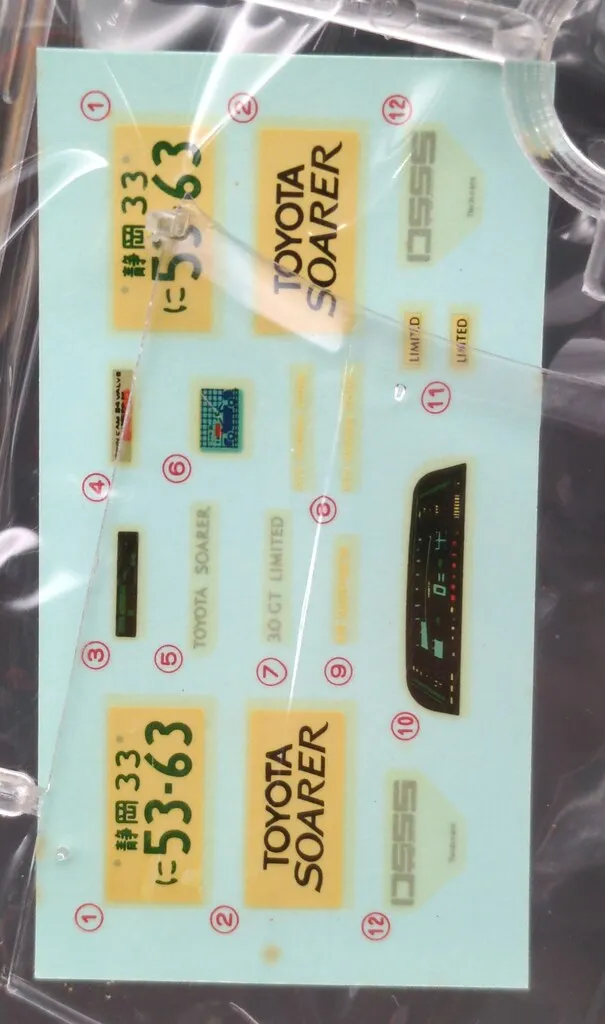 ①
静岡 33
に 53-63
②
TOYOTA
SOARER
⑫
④
⑥
⑧
⑪
LIMITED
LIMITED
③
⑤
TOYOTA SOARER
⑦
3.0 GT LIMITED
⑨
⑩
①
静岡 33
に 53-63
②
TOYOTA
SOARER
⑫